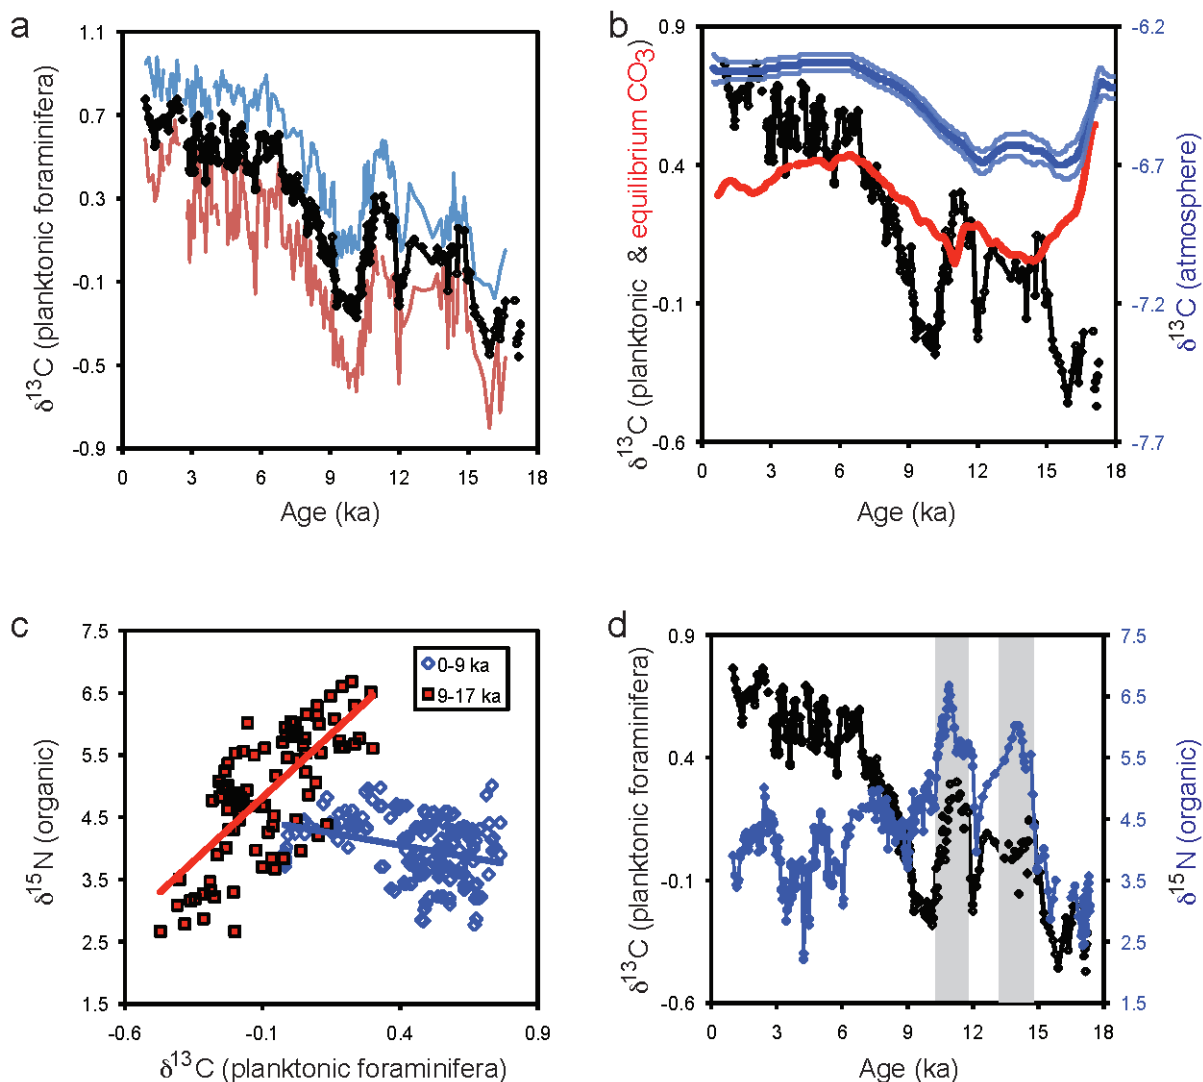 a
1.1
0.7
0.3
-0.1
-0.5
-0.9
0 3 6 9 12 15 18
Age (ka)
δ13C (planktonic foraminifera)
b
0.9
0.4
-0.1
-0.6
-6.2
-6.7
-7.2
-7.7
0 3 6 9 12 15 18
Age (ka)
δ13C (planktonic & equilibrium CO3)
δ13C (atmosphere)
c
7.5
6.5
5.5
4.5
3.5
2.5
1.5
0-9 ka
9-17 ka
-0.6 -0.1 0.4 0.9
δ13C (planktonic foraminifera)
δ15N (organic)
d
0.9
0.4
-0.1
-0.6
7.5
6.5
5.5
4.5
3.5
2.5
1.5
0 3 6 9 12 15 18
Age (ka)
δ13C (planktonic foraminifera)
δ15N (organic)